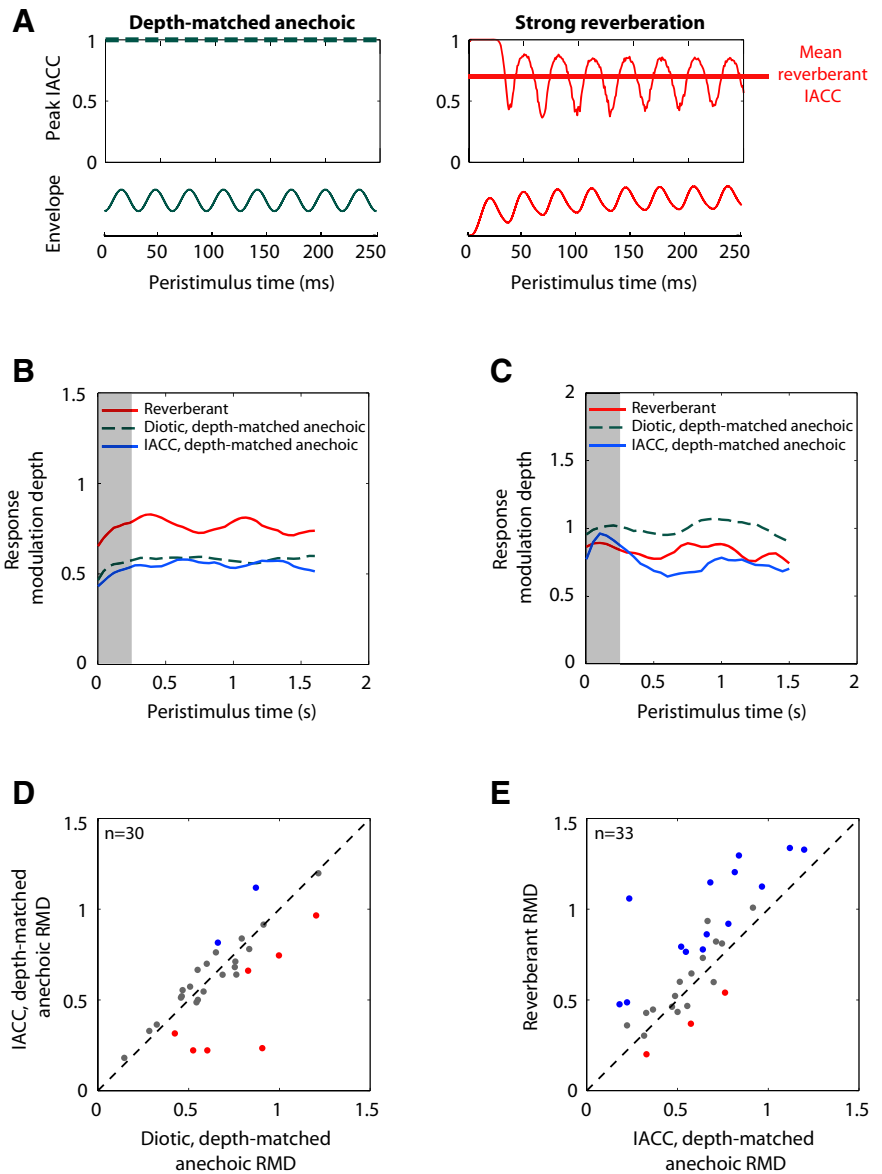 A
Depth-matched anechoic
Strong reverberation
1
0.5
0
Peak IACC
Envelope
0 50 100 150 200 250
Peristimulus time (ms)
1
0.5
1
0
Mean
reverberant
IACC
0 50 100 150 200 250
Peristimulus time (ms)
B
1.5
1
0.5
0
Response
modulation depth
Reverberant
Diotic, depth-matched anechoic
IACC, depth-matched anechoic
0 0.5 1 1.5 2
Peristimulus time (s)
C
2
1.5
1
0.5
0
Response
modulation depth
Reverberant
Diotic, depth-matched anechoic
IACC, depth-matched anechoic
0 0.5 1 1.5 2
Peristimulus time (s)
D
n=30
1.5
1
0.5
0
IACC, depth-matched
anechoic RMD
0 0.5 1 1.5
Diotic, depth-matched
anechoic RMD
E
n=33
1.5
1
0.5
0
Reverberant RMD
0 0.5 1 1.5
IACC, depth-matched
anechoic RMD